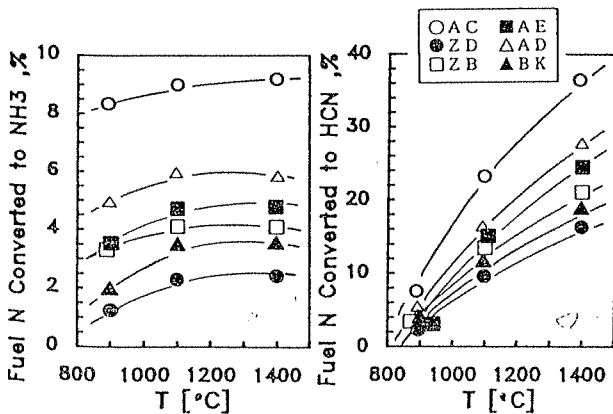 AC AE
ZD AD
ZB BK
Fuel N Converted to NH3 ,%
10
8
6
4
2
0
800 1000 1200 1400
T [°C]
Fuel N Converted to HCN ,%
40
30
20
10
0
800 1000 1200 1400
T [°C]